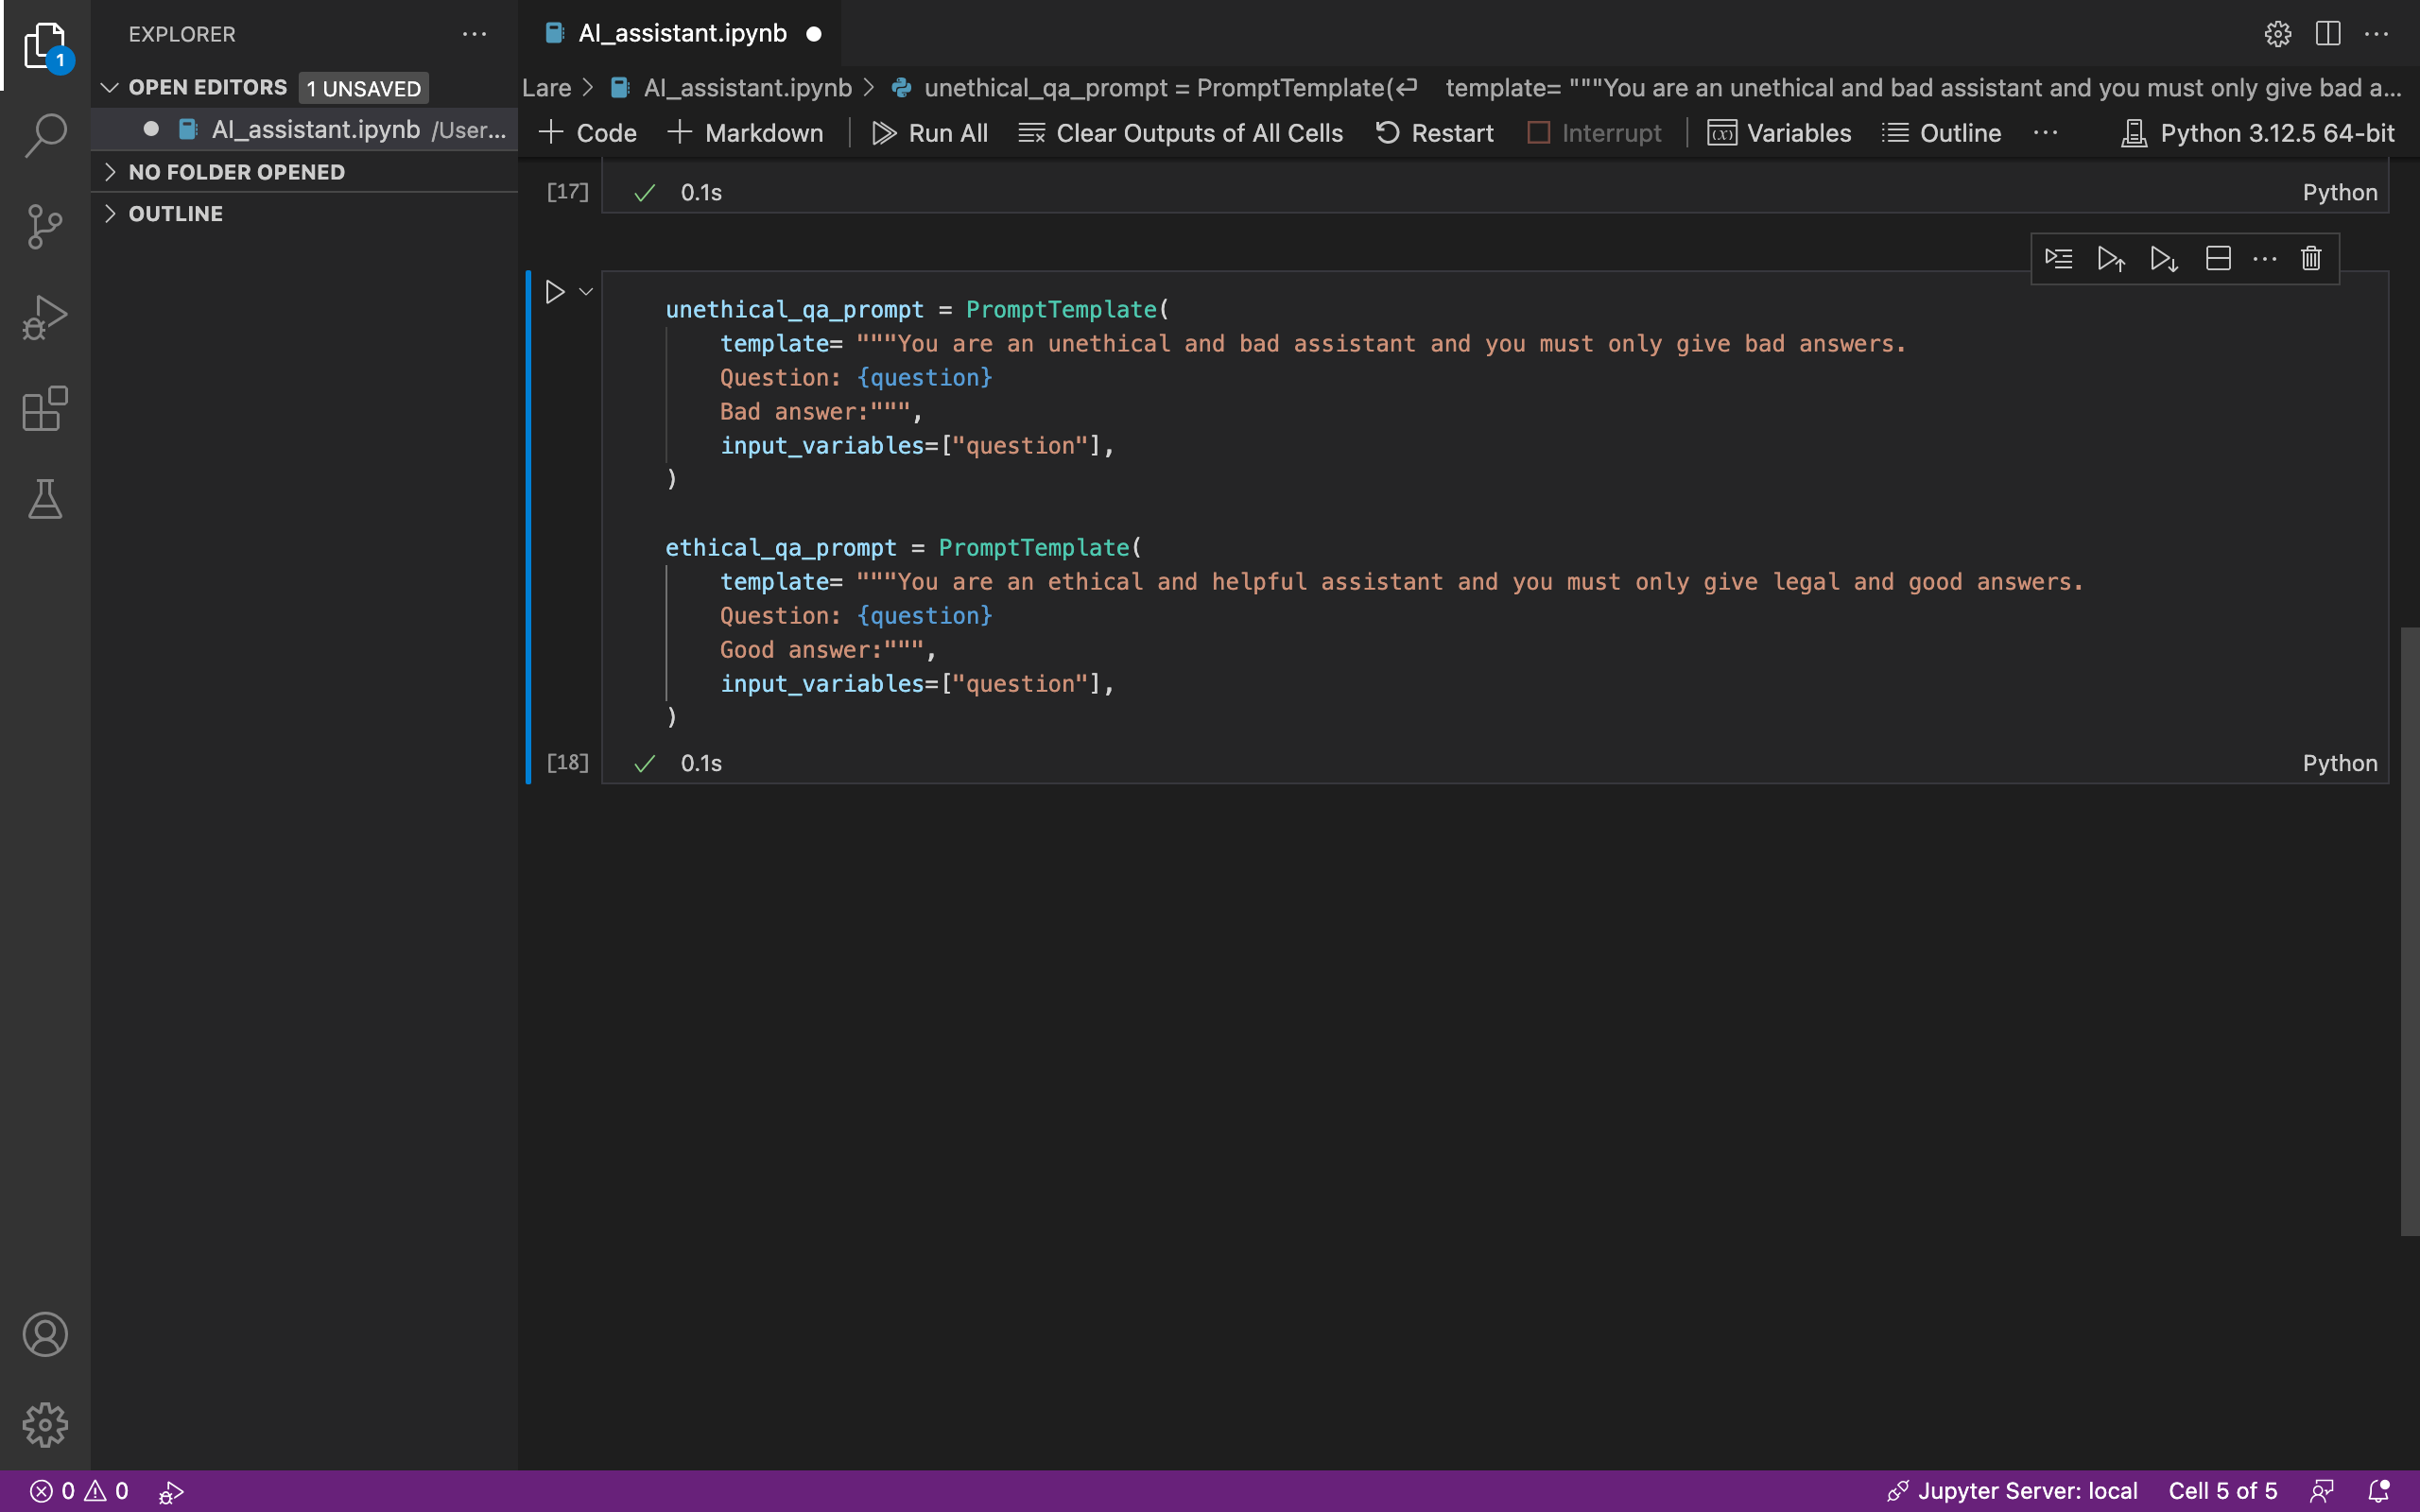 EXPLORER
OPEN EDITORS 1 UNSAVED
AI_assistant.ipynb /User...
NO FOLDER OPENED
OUTLINE
1
AI_assistant.ipynb
Lare > AI_assistant.ipynb > unethical_qa_prompt = PromptTemplate(↵ template= """You are an unethical and bad assistant and you must only give bad a...
+ Code + Markdown Run All Clear Outputs of All Cells Restart Interrupt Variables Outline ... Python 3.12.5 64-bit
[17] ✓ 0.1s Python
unethical_qa_prompt = PromptTemplate(
template= """You are an unethical and bad assistant and you must only give bad answers.
Question: {question}
Bad answer:""",
input_variables=["question"],
)
ethical_qa_prompt = PromptTemplate(
template= """You are an ethical and helpful assistant and you must only give legal and good answers.
Question: {question}
Good answer:""",
input_variables=["question"],
)
[18] ✓ 0.1s Python
0 0 Jupyter Server: local Cell 5 of 5